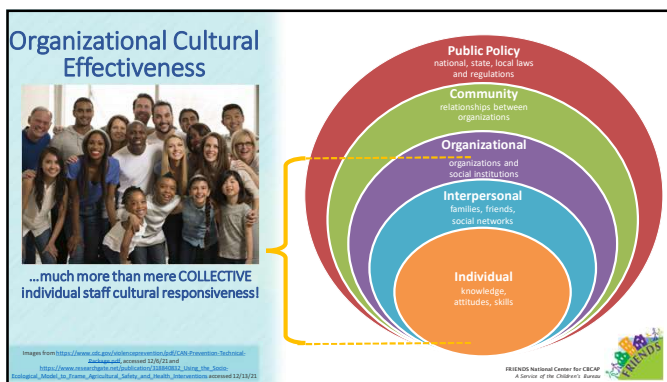 Organizational Cultural
Effectiveness
...much more than mere COLLECTIVE
individual staff cultural responsiveness!
Images from https://www.cdc.gov/violenceprevention/pdf/CAN-Prevention-Technical-
Package.pdf, accessed 12/6/21 and
https://www.researchgate.net/publication/318840832_Using_the_Socio-
Ecological_Model_to_Frame_Agricultural_Safety_and_Health_Interventions accessed 12/13/21
Public Policy
national, state, local laws
and regulations
Community
relationships between
organizations
Organizational
organizations and
social institutions
Interpersonal
families, friends,
social networks
Individual
knowledge,
attitudes, skills
FRIENDS National Center for CBCAP
A Service of the Children's Bureau
FRIENDS